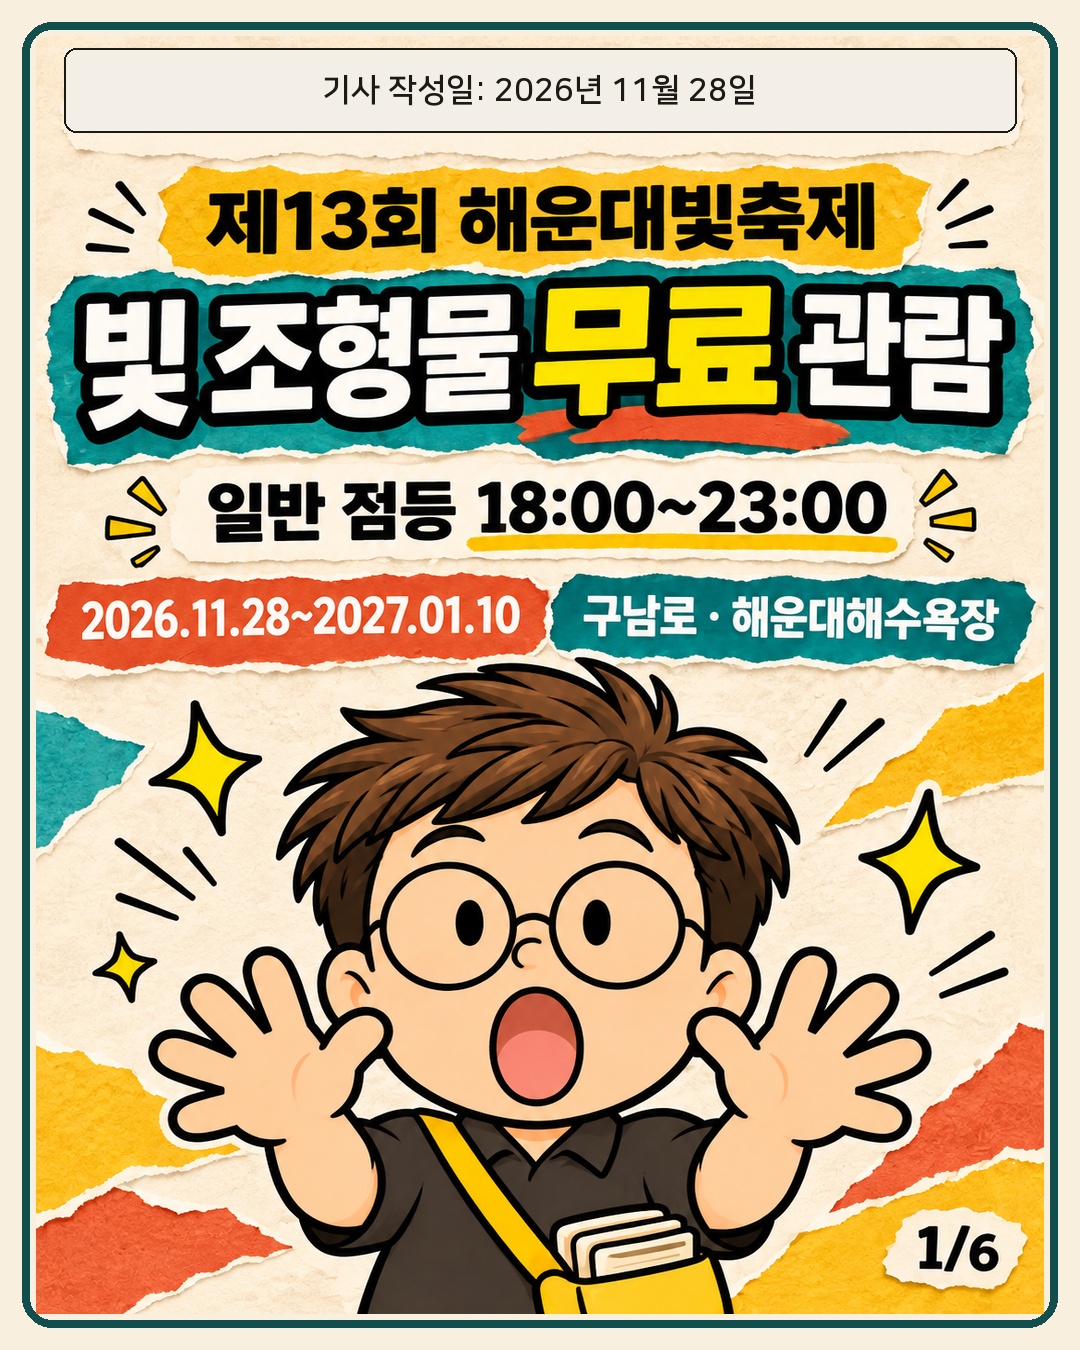 기사 작성일: 2026년 11월 28일
제13회 해운대빛축제
빛 조형물 무료 관람
일반 점등 18:00~23:00
2026.11.28~2027.01.10
구남로·해운대해수욕장
1/6